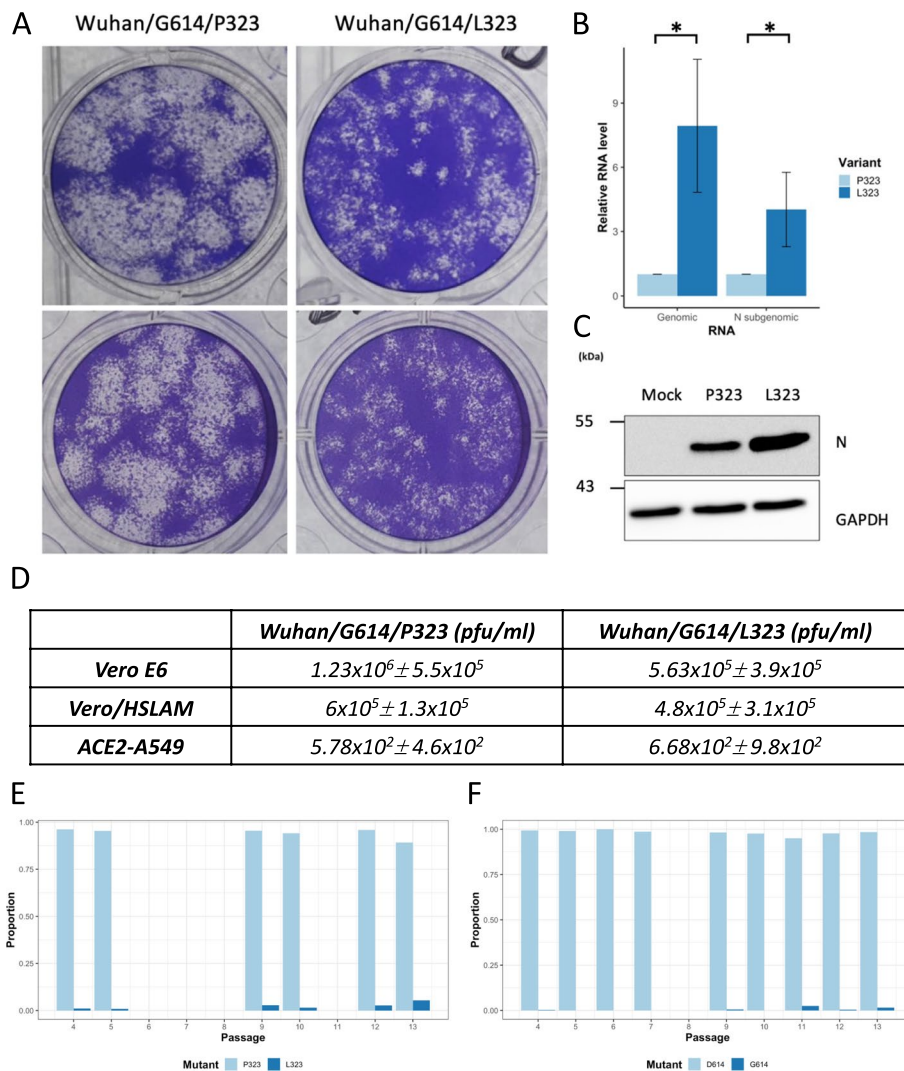 A
Wuhan/G614/P323
Wuhan/G614/L323
B
*
*
9
6
3
0
Relative RNA level
Genomic
N subgenomic
RNA
Variant
P323
L323
C
(kDa)
Mock P323 L323
55
N
43
GAPDH
D
Wuhan/G614/P323 (pfu/ml)
Wuhan/G614/L323 (pfu/ml)
Vero E6
1.23x10⁶±5.5x10⁵
5.63x10⁵±3.9x10⁵
Vero/HSLAM
6x10⁵±1.3x10⁵
4.8x10⁵±3.1x10⁵
ACE2-A549
5.78x10²±4.6x10²
6.68x10²±9.8x10²
E
1.00
0.75
0.50
0.25
0.00
Proportion
4 5 6 7 8 9 10 11 12 13
Passage
Mutant P323 L323
F
1.00
0.75
0.50
0.25
0.00
Proportion
4 5 6 7 8 9 10 11 12 13
Passage
Mutant D614 G614